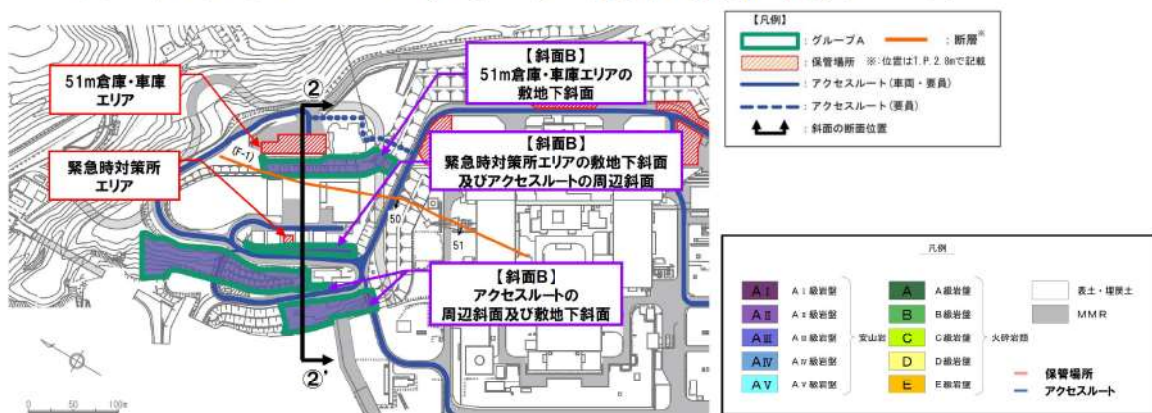 51m倉庫・車庫
エリア
緊急時対策所
エリア
(F-1)
②
【斜面B】
51m倉庫・車庫エリアの
敷地下斜面
【斜面B】
緊急時対策所エリアの敷地下斜面
及びアクセスルートの周辺斜面
【斜面B】
アクセスルートの
周辺斜面及び敷地下斜面
50
51
②'
0
50
100m
【凡例】
：グループA
：断層※
：保管場所 ※：位置はT.P.2.8mで記載
：アクセスルート(車両・要員)
：アクセスルート(要員)
：斜面の断面位置
凡例
AⅠ AⅠ級岩盤
AⅡ AⅡ級岩盤
AⅢ AⅢ級岩盤
AⅣ AⅣ級岩盤
AⅤ AⅤ級岩盤
安山岩
A A級岩盤
B B級岩盤
C C級岩盤
D D級岩盤
E E級岩盤
火砕岩類
表土・埋戻土
MMR
保管場所
アクセスルート